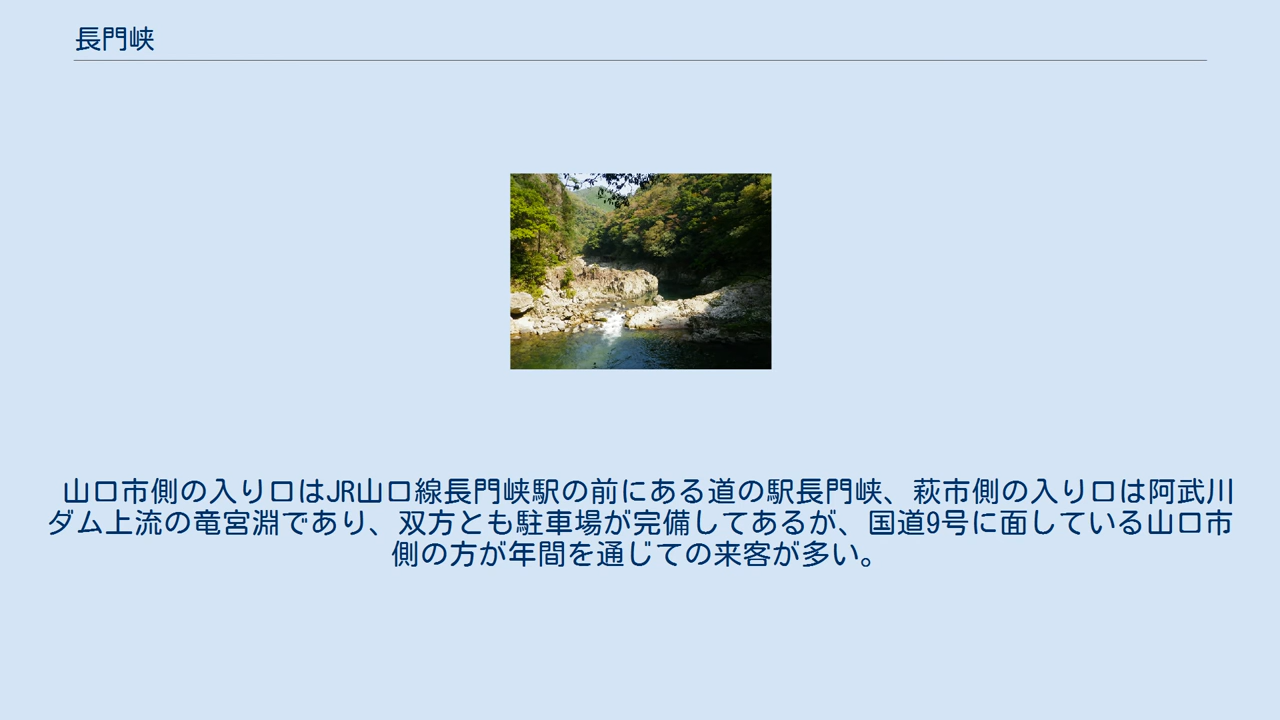 長門峡
山口市側の入り口はJR山口線長門峡駅の前にある道の駅長門峡、萩市側の入り口は阿武川
ダム上流の竜宮淵であり、双方とも駐車場が完備してあるが、国道9号に面している山口市
側の方が年間を通じての来客が多い。